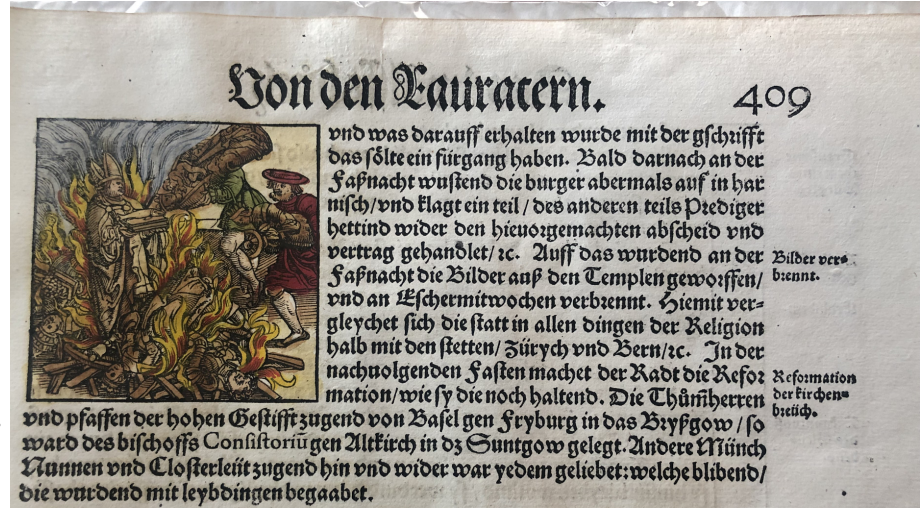 Von den Rauracern.
409
vnd was darauff erhalten wurde mit der gschrifft
das sölte ein fürgang haben. Bald darnach an der
Faßnacht wustend die burger abermals auf in har
nisch/vnd klagt ein teil/des anderen teils Prediger
hettind wider den hieuorgemachten abscheid vnd
vertrag gehandlet/ꝛc. Auff das wurdend an der
Faßnacht die Bilder auß den Templen geworffen/
vnd an Eschermitwochen verbrennt. Hiemit ver=
gleychet sich die statt in allen dingen der Religion
halb mit den stetten/Zürych vnd Bern/ꝛc. In der
nachuolgenden Fasten machet der Radt die Refor
mation/wie sy die noch haltend. Die Thůmherren
vnd pfaffen der hohen Gestifft zugend von Basel gen Fryburg in das Bryßgow/so
ward des bischoffs Consistoriū gen Altkirch in dz Suntgow gelegt. Andere Münch
Nunnen vnd Closterleüt zugend hin vnd wider war yedem geliebet: welche blibend/
die wurdend mit leybdingen begaabet.
Bilder ver=
brennt.
Reformation
der kirchen=
breüch.